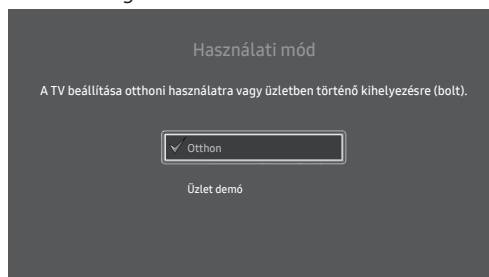 Használati mód
A TV beállítása otthoni használatra vagy üzletben történő kihelyezésre (bolt).
Otthon
Üzlet demó